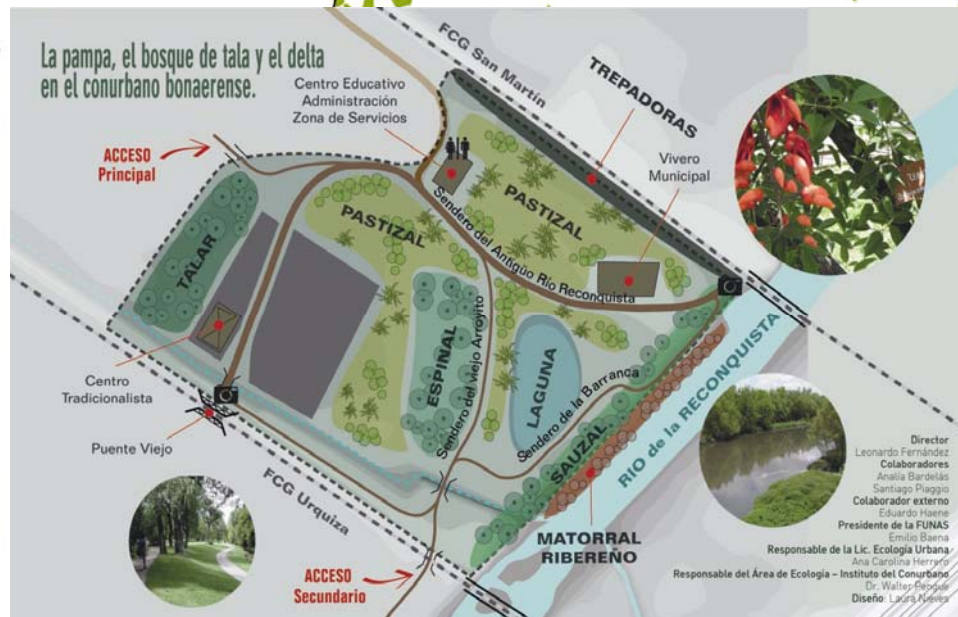 La pampa, el bosque de tala y el delta
en el conurbano bonaerense.
FCG San Martín
TREPADORAS
Centro Educativo
Administración
Zona de Servicios
Vivero
Municipal
ACCESO
Principal
PASTIZAL
PASTIZAL
TALAR
Sendero del Antigüo Río Reconquista
ESPINAL
Sendero del viejo Arroyito
LAGUNA
Sendero de la Barranca
SAUZAL
RIO de la RECONQUISTA
Centro
Tradicionalista
Puente Viejo
FCG Urquiza
MATORRAL
RIBEREÑO
ACCESO
Secundario
Director
Leonardo Fernández
Colaboradores
Analía Bardelás
Santiago Piaggio
Colaborador externo
Eduardo Haene
Presidente de la FUNAS
Emilio Baena
Responsable de la Lic. Ecología Urbana
Ana Carolina Herrero
Responsable del Área de Ecología – Instituto del Conurbano
Dr. Walter Pengue
Diseño: Laura Nieves